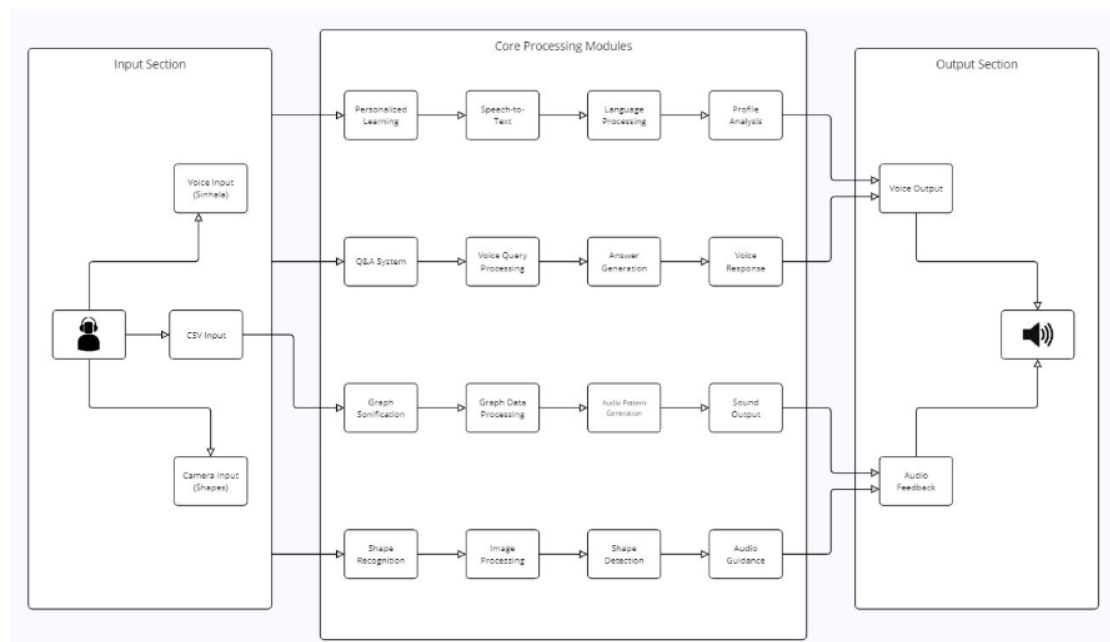 Core Processing Modules
Input Section
Output Section
Personalized
Learning
Speech-to-
Text
Language
Processing
Profile
Analysis
Voice Input
(Sinhala)
Voice Output
Q&A System
Voice Query
Processing
Answer
Generation
Voice
Response
CSV Input
Graph
Sonification
Graph Data
Processing
Audio Pattern
Generation
Sound
Output
Camera Input
(Shapes)
Audio
Feedback
Shape
Recognition
Image
Processing
Shape
Detection
Audio
Guidance